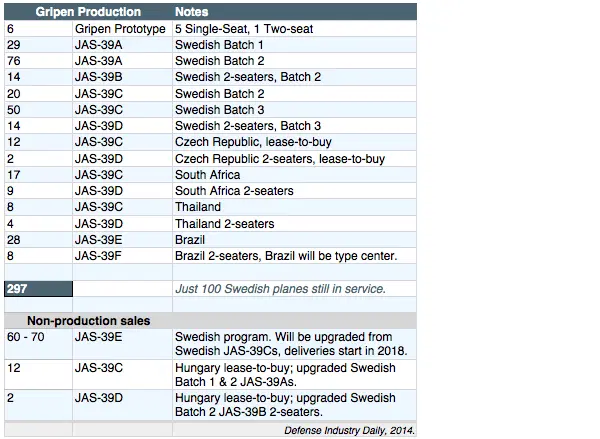 Gripen Production Notes
6 Gripen Prototype 5 Single-Seat, 1 Two-seat
29 JAS-39A Swedish Batch 1
76 JAS-39A Swedish Batch 2
14 JAS-39B Swedish 2-seaters, Batch 2
20 JAS-39C Swedish Batch 2
50 JAS-39C Swedish Batch 3
14 JAS-39D Swedish 2-seaters, Batch 3
12 JAS-39C Czech Republic, lease-to-buy
2 JAS-39D Czech Republic 2-seaters, lease-to-buy
17 JAS-39C South Africa
9 JAS-39D South Africa 2-seaters
8 JAS-39C Thailand
4 JAS-39D Thailand 2-seaters
28 JAS-39E Brazil
8 JAS-39F Brazil 2-seaters, Brazil will be type center.
297 Just 100 Swedish planes still in service.
Non-production sales
60 - 70 JAS-39E Swedish program. Will be upgraded from
Swedish JAS-39Cs, deliveries start in 2018.
12 JAS-39C Hungary lease-to-buy; upgraded Swedish
Batch 1 & 2 JAS-39As.
2 JAS-39D Hungary lease-to-buy; upgraded Swedish
Batch 2 JAS-39B 2-seaters.
Defense Industry Daily, 2014.